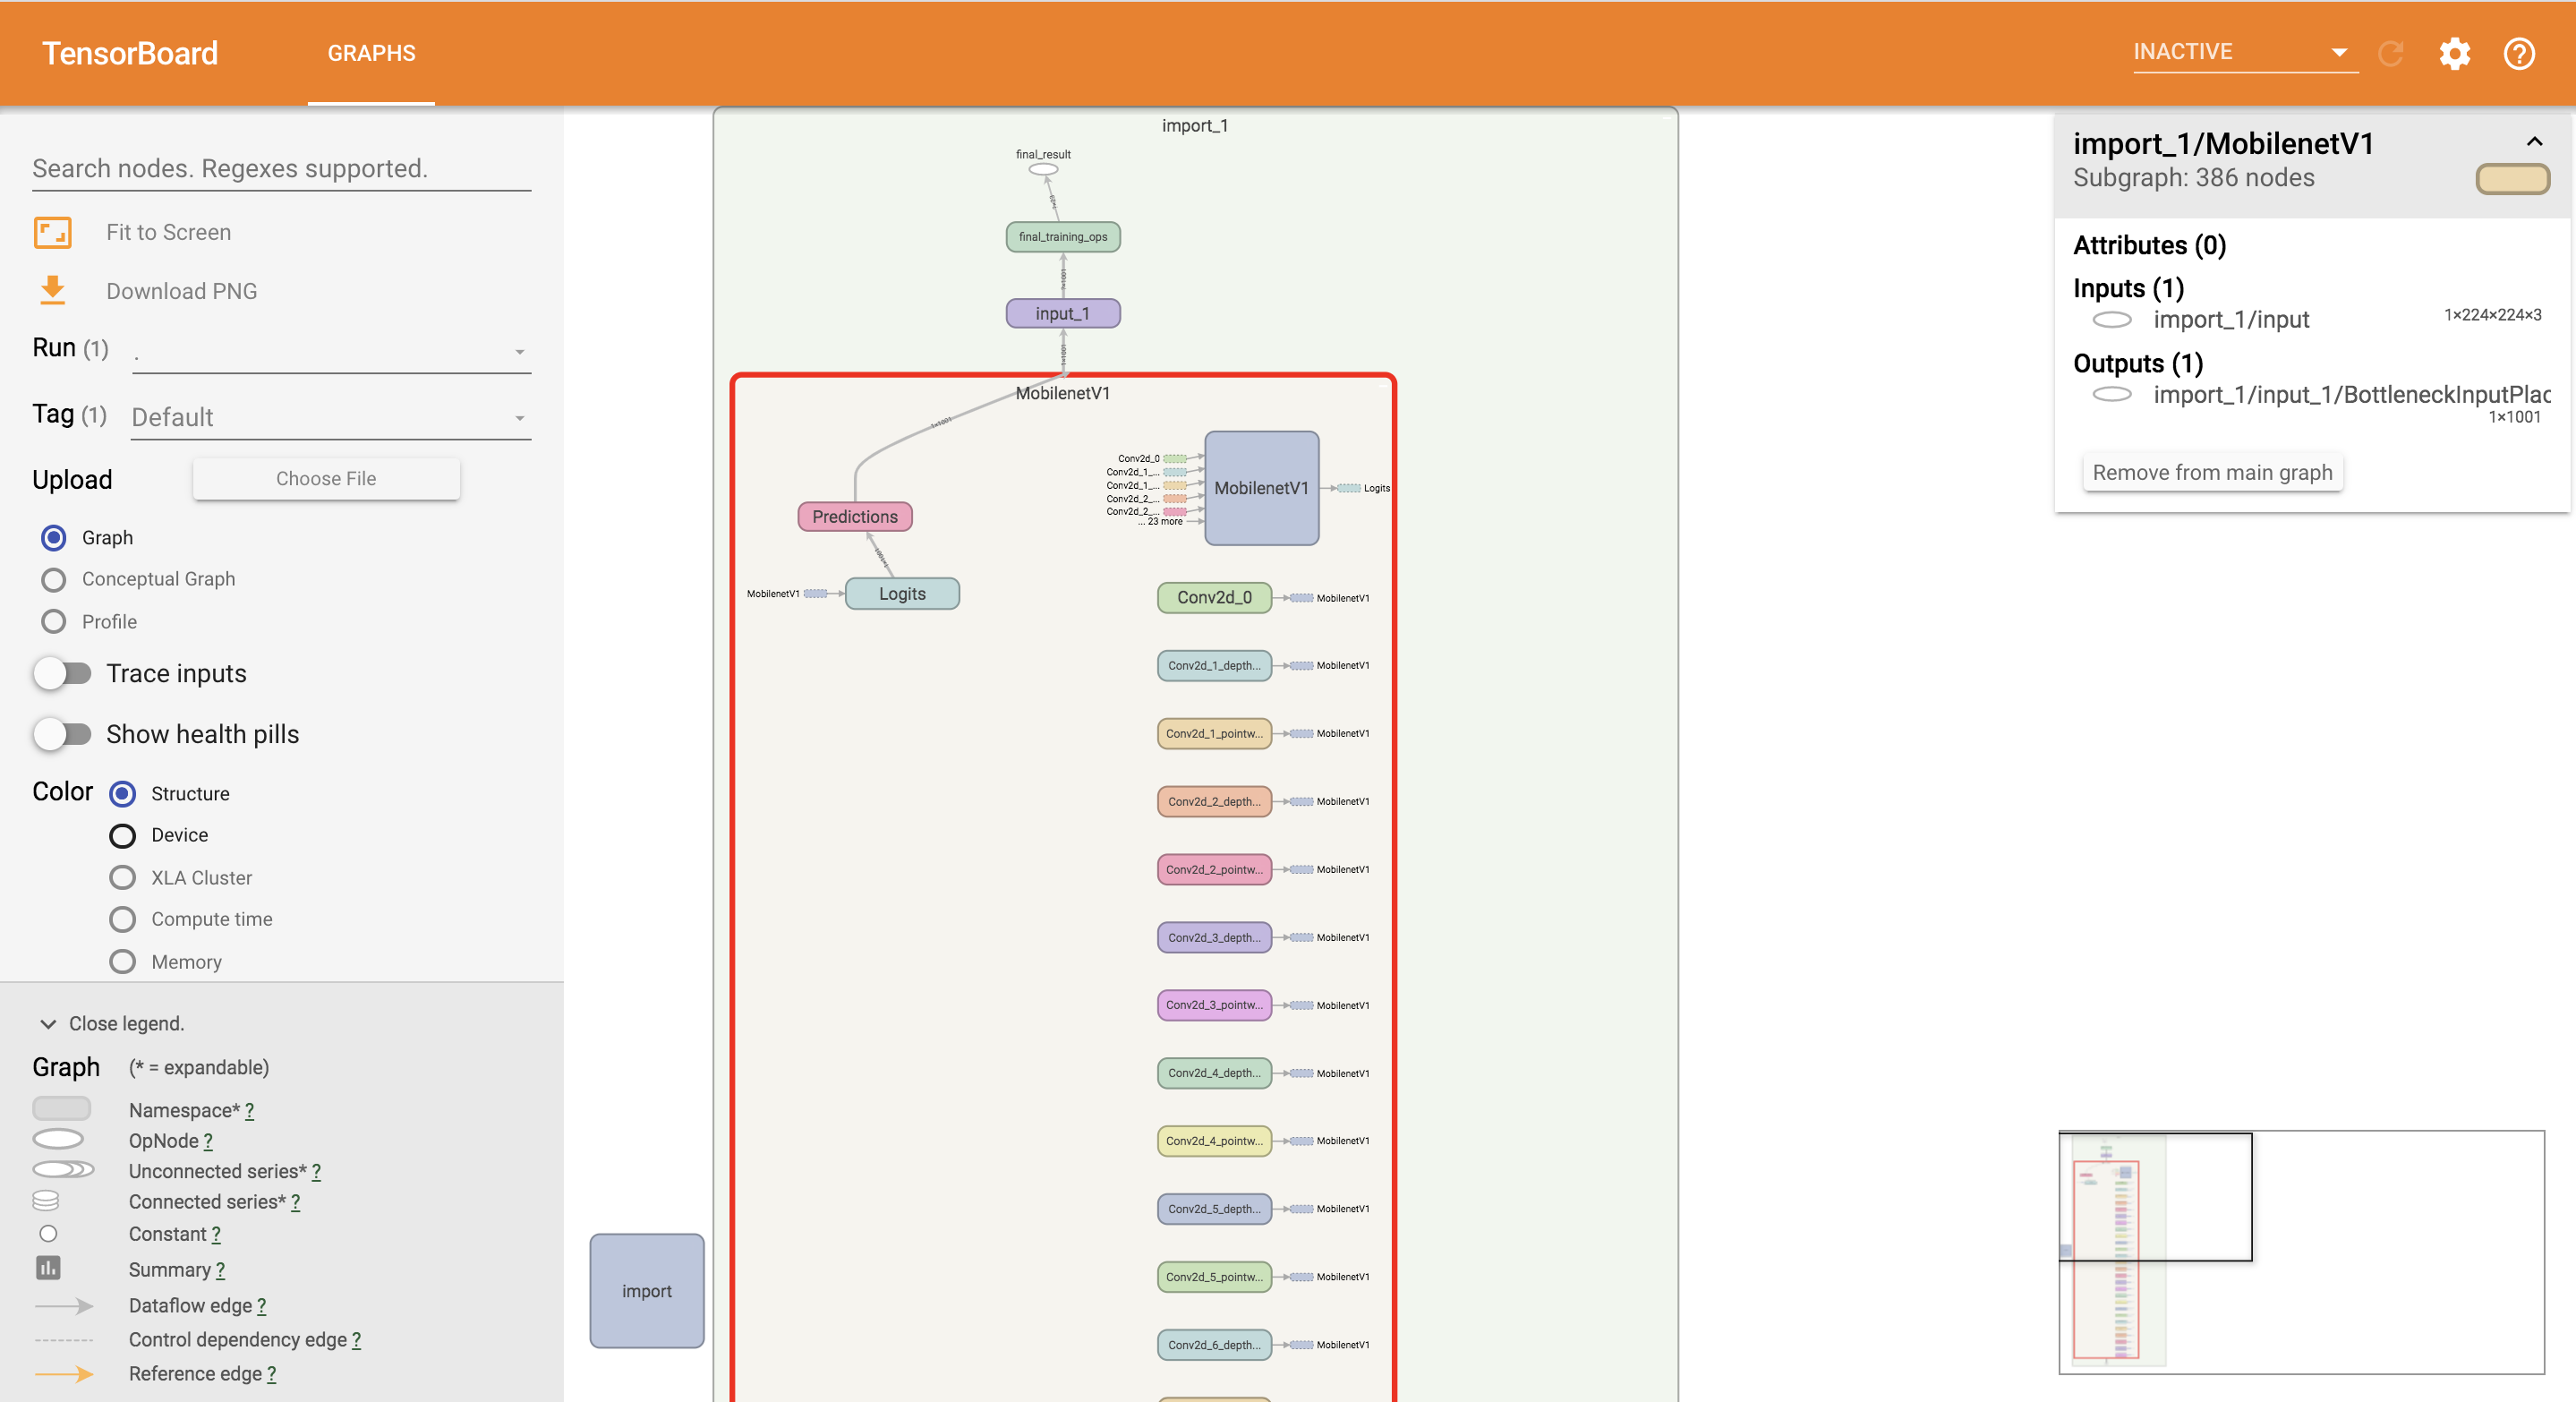 TensorBoard
GRAPHS
INACTIVE
Search nodes. Regexes supported.
Fit to Screen
Download PNG
Run (1)
.
Tag (1)
Default
Upload
Choose File
Graph
Conceptual Graph
Profile
Trace inputs
Show health pills
Color
Structure
Device
XLA Cluster
Compute time
Memory
Close legend.
Graph (* = expandable)
Namespace* ?
OpNode ?
Unconnected series* ?
Connected series* ?
Constant ?
Summary ?
Dataflow edge ?
Control dependency edge ?
Reference edge ?
import
import_1
final_result
final_training_ops
input_1
1×1001
MobilenetV1
1×1001
Predictions
1×1001
MobilenetV1
Logits
Conv2d_0
Conv2d_1_...
Conv2d_1_...
Conv2d_2_...
Conv2d_2_...
... 23 more
MobilenetV1
Logits
Conv2d_0
MobilenetV1
Conv2d_1_depth...
MobilenetV1
Conv2d_1_pointw...
MobilenetV1
Conv2d_2_depth...
MobilenetV1
Conv2d_2_pointw...
MobilenetV1
Conv2d_3_depth...
MobilenetV1
Conv2d_3_pointw...
MobilenetV1
Conv2d_4_depth...
MobilenetV1
Conv2d_4_pointw...
MobilenetV1
Conv2d_5_depth...
MobilenetV1
Conv2d_5_pointw...
MobilenetV1
Conv2d_6_depth...
MobilenetV1
import_1/MobilenetV1
Subgraph: 386 nodes
Attributes (0)
Inputs (1)
import_1/input
1×224×224×3
Outputs (1)
import_1/input_1/BottleneckInputPlac
1×1001
Remove from main graph